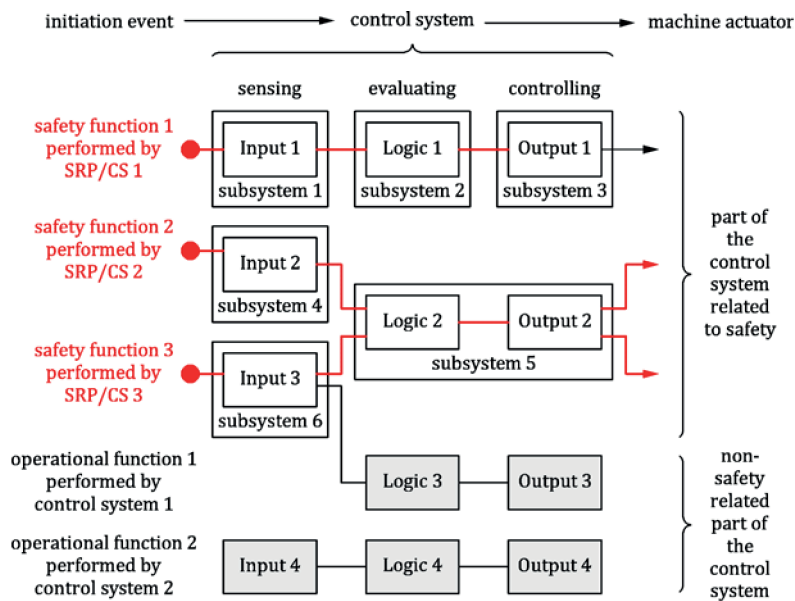 initiation event
control system
machine actuator
sensing
evaluating
controlling
safety function 1
performed by
SRP/CS 1
Input 1
subsystem 1
Logic 1
subsystem 2
Output 1
subsystem 3
safety function 2
performed by
SRP/CS 2
Input 2
subsystem 4
safety function 3
performed by
SRP/CS 3
Input 3
subsystem 6
Logic 2
Output 2
subsystem 5
part of
the
control
system
related
to safety
operational function 1
performed by
control system 1
Logic 3
Output 3
operational function 2
performed by
control system 2
Input 4
Logic 4
Output 4
non-
safety
related
part of
the
control
system